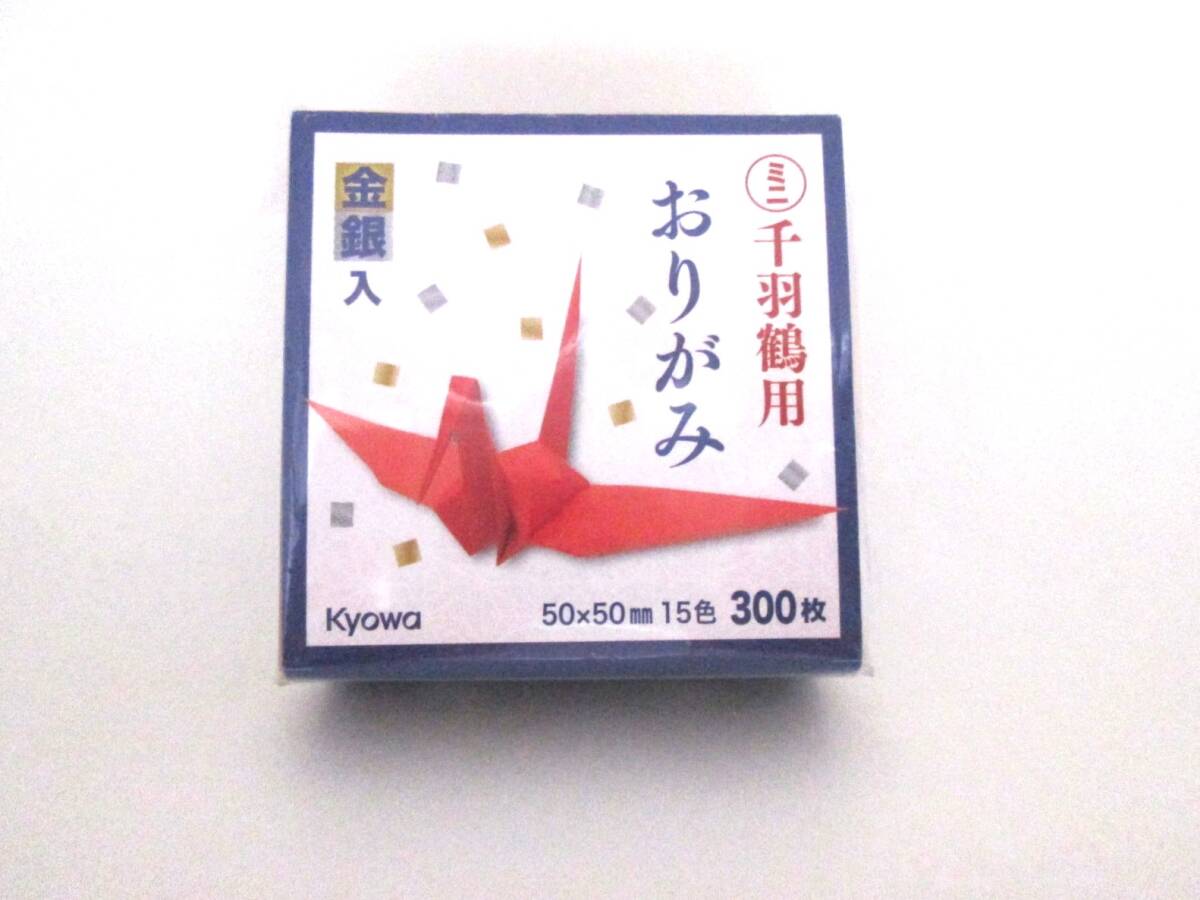 ミニ
千羽鶴用
おりがみ
金銀入
Kyowa
50×50㎜ 15色 300枚